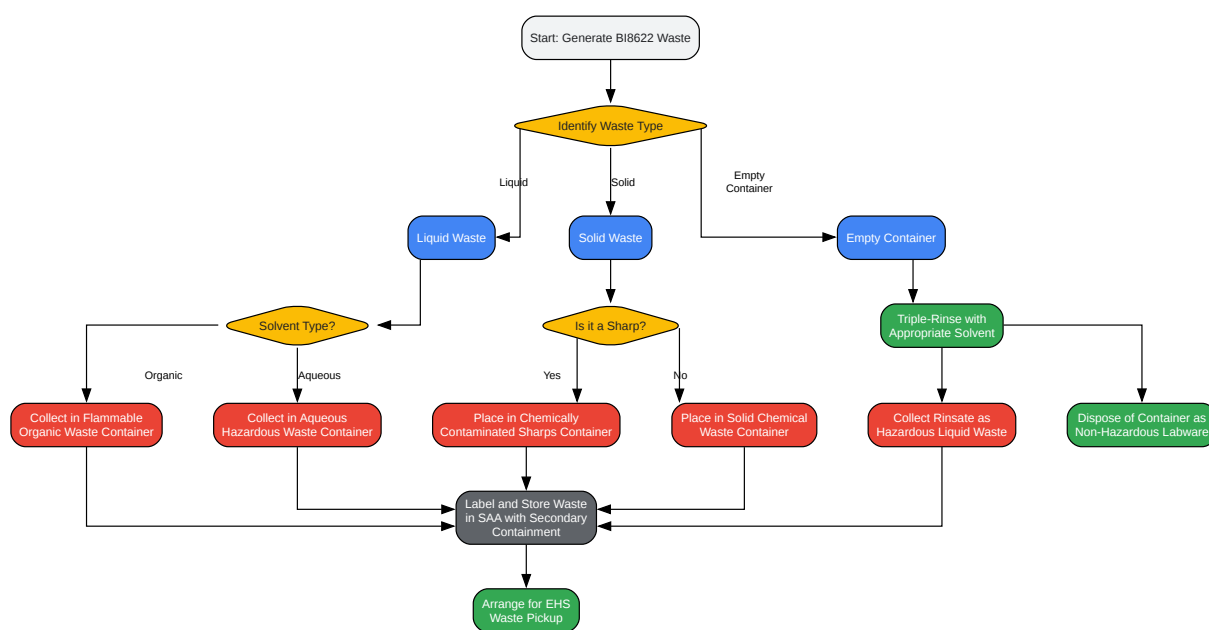 Start: Generate BI8622 Waste
Identify Waste Type
Liquid
Solid
Empty
Container
Liquid Waste
Solid Waste
Empty Container
Solvent Type?
Is it a Sharp?
Triple-Rinse with
Appropriate Solvent
Organic
Aqueous
Yes
No
Collect in Flammable
Organic Waste Container
Collect in Aqueous
Hazardous Waste Container
Place in Chemically
Contaminated Sharps Container
Place in Solid Chemical
Waste Container
Collect Rinsate as
Hazardous Liquid Waste
Dispose of Container as
Non-Hazardous Labware
Label and Store Waste
in SAA with Secondary
Containment
Arrange for EHS
Waste Pickup